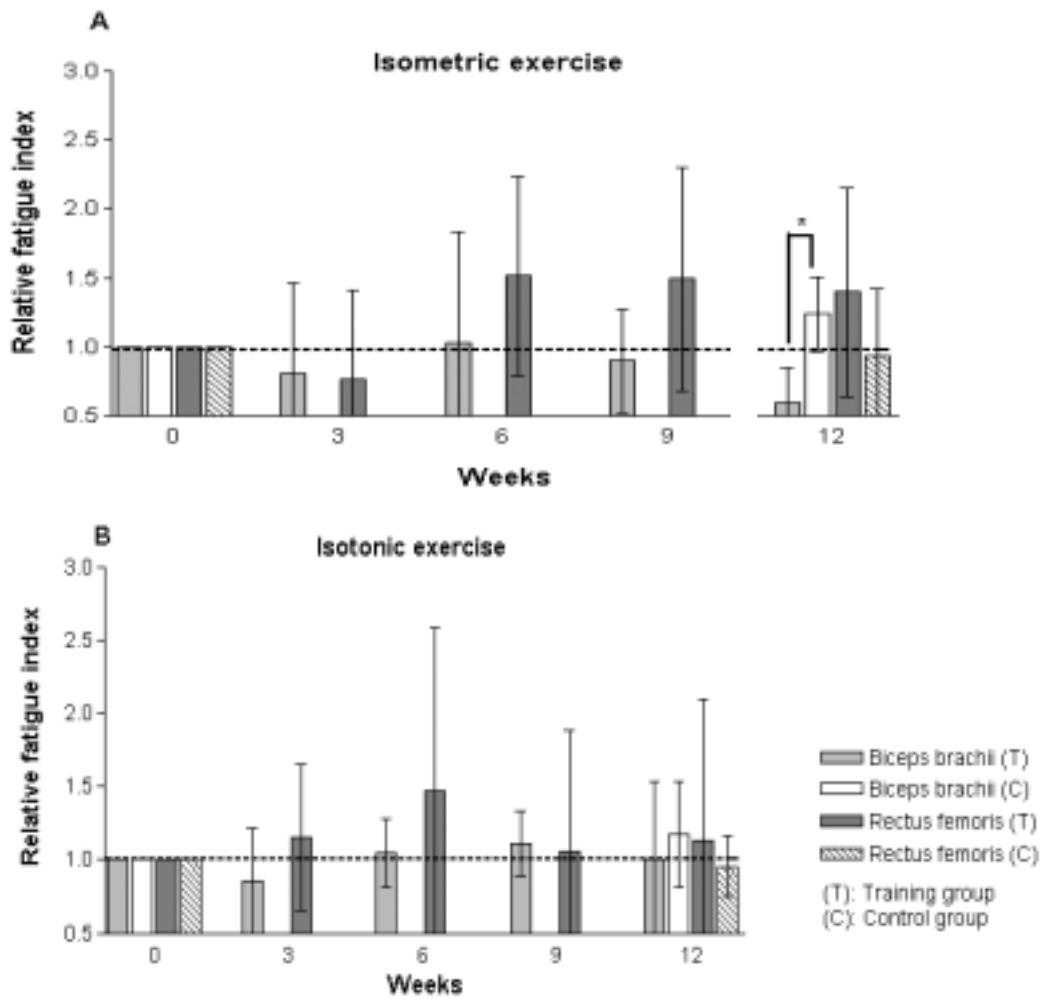 A
Isometric exercise
3.0
2.5
2.0
1.5
1.0
0.5
Relative fatigue index
*
0 3 6 9 12
Weeks
B
Isotonic exercise
3.0
2.5
2.0
1.5
1.0
0.5
Relative fatigue index
0 3 6 9 12
Weeks
Biceps brachii (T)
Biceps brachii (C)
Rectus femoris (T)
Rectus femoris (C)
(T): Training group
(C): Control group